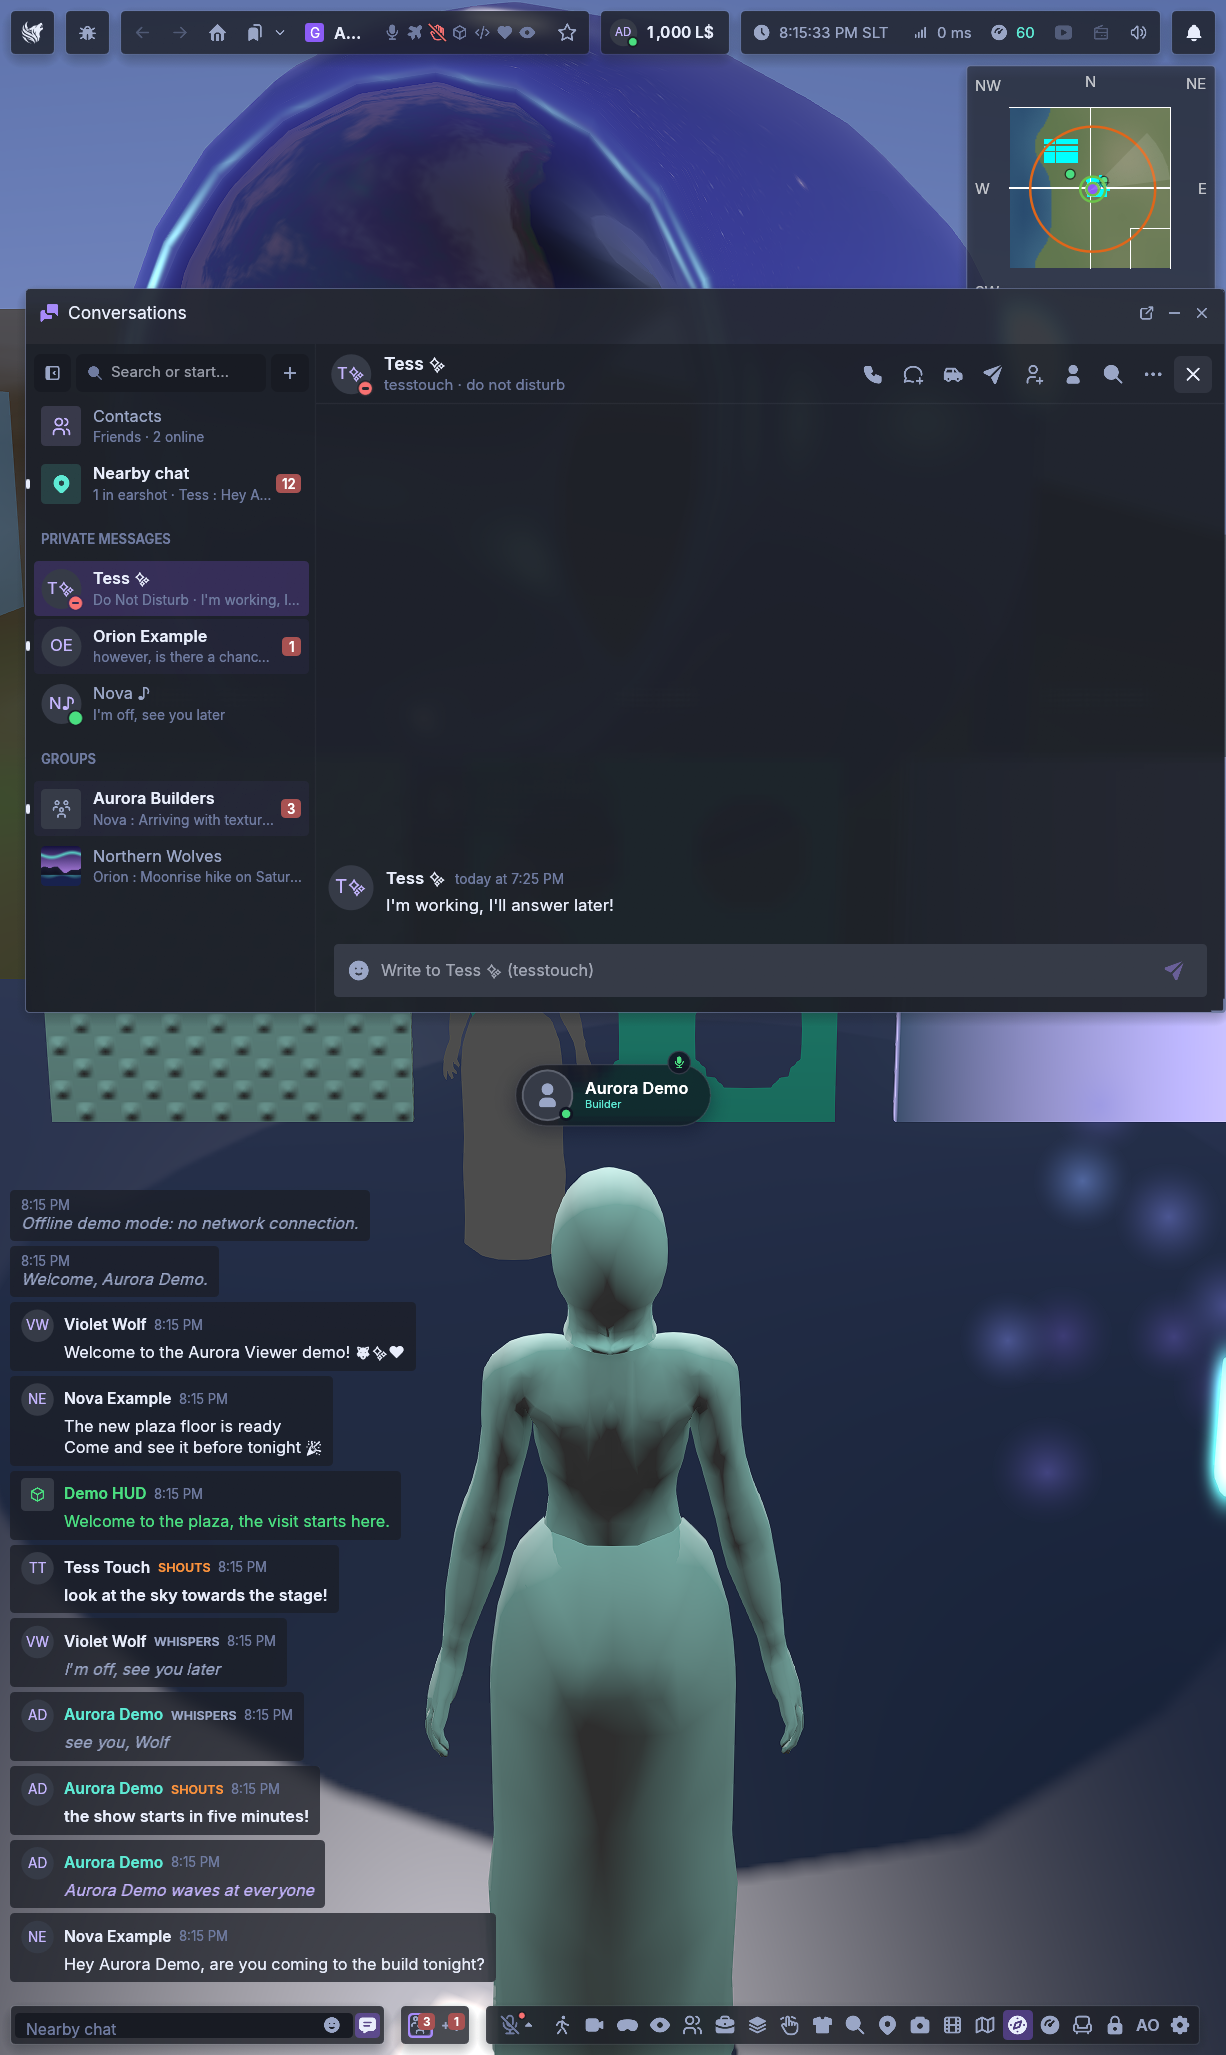 G A...
AD 1,000 L$
8:15:33 PM SLT
0 ms
60
NW N NE
W E
Conversations
Search or start...
Contacts
Friends · 2 online
Nearby chat
1 in earshot · Tess : Hey A...
12
PRIVATE MESSAGES
T✨
Tess ✨
Do Not Disturb · I'm working, I...
OE
Orion Example
however, is there a chanc...
1
N♪
Nova ♪
I'm off, see you later
GROUPS
Aurora Builders
Nova : Arriving with textur...
3
Northern Wolves
Orion : Moonrise hike on Satur...
T✨
Tess ✨
tesstouch · do not disturb
T✨
Tess ✨ today at 7:25 PM
I'm working, I'll answer later!
Write to Tess ✨ (tesstouch)
Aurora Demo
Builder
8:15 PM
Offline demo mode: no network connection.
8:15 PM
Welcome, Aurora Demo.
VW
Violet Wolf 8:15 PM
Welcome to the Aurora Viewer demo! 🐺✨❤
NE
Nova Example 8:15 PM
The new plaza floor is ready
Come and see it before tonight 🎉
Demo HUD 8:15 PM
Welcome to the plaza, the visit starts here.
TT
Tess Touch SHOUTS 8:15 PM
look at the sky towards the stage!
VW
Violet Wolf WHISPERS 8:15 PM
I'm off, see you later
AD
Aurora Demo WHISPERS 8:15 PM
see you, Wolf
AD
Aurora Demo SHOUTS 8:15 PM
the show starts in five minutes!
AD
Aurora Demo 8:15 PM
Aurora Demo waves at everyone
NE
Nova Example 8:15 PM
Hey Aurora Demo, are you coming to the build tonight?
Nearby chat
3
1
AO